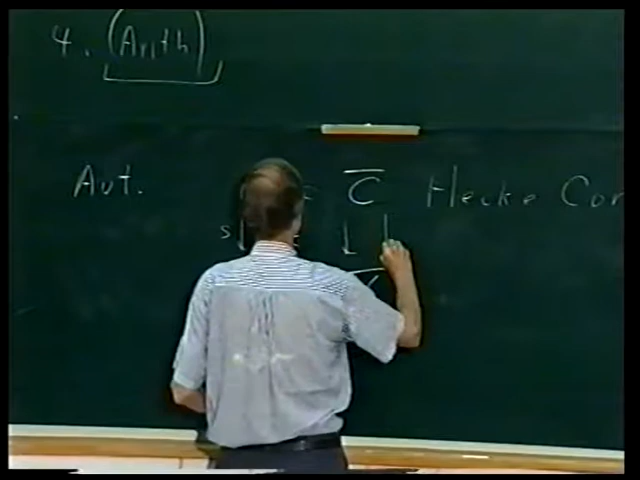 4. (Arith)
Aut. C̅ Hecke Cor
s